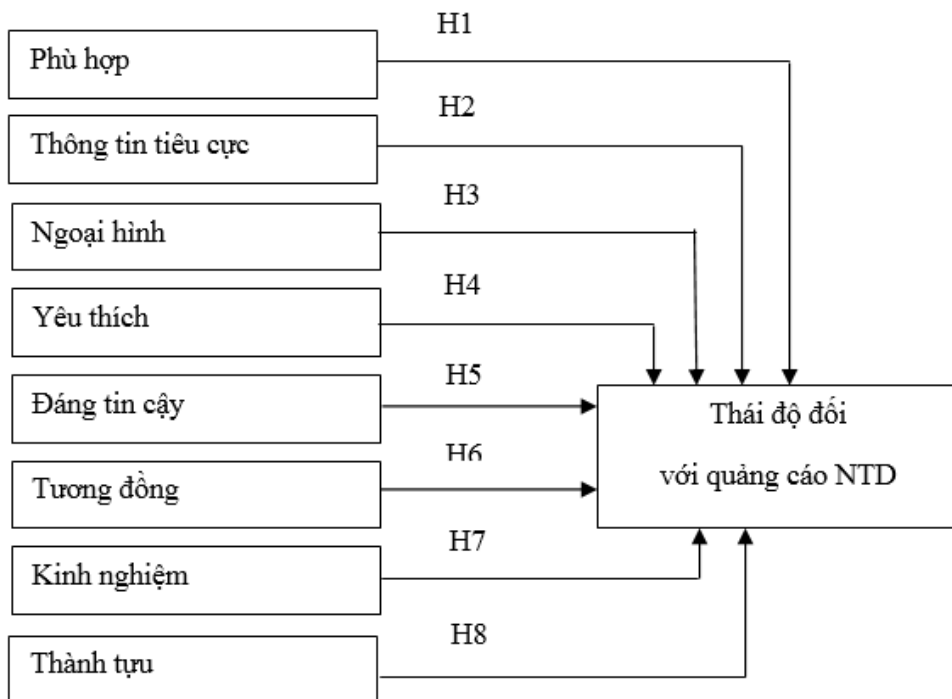 H1
Phù hợp
H2
Thông tin tiêu cực
H3
Ngoại hình
H4
Yêu thích
H5
Đáng tin cậy
Thái độ đối
H6
với quảng cáo NTD
Tương đồng
H7
Kinh nghiệm
H8
Thành tựu